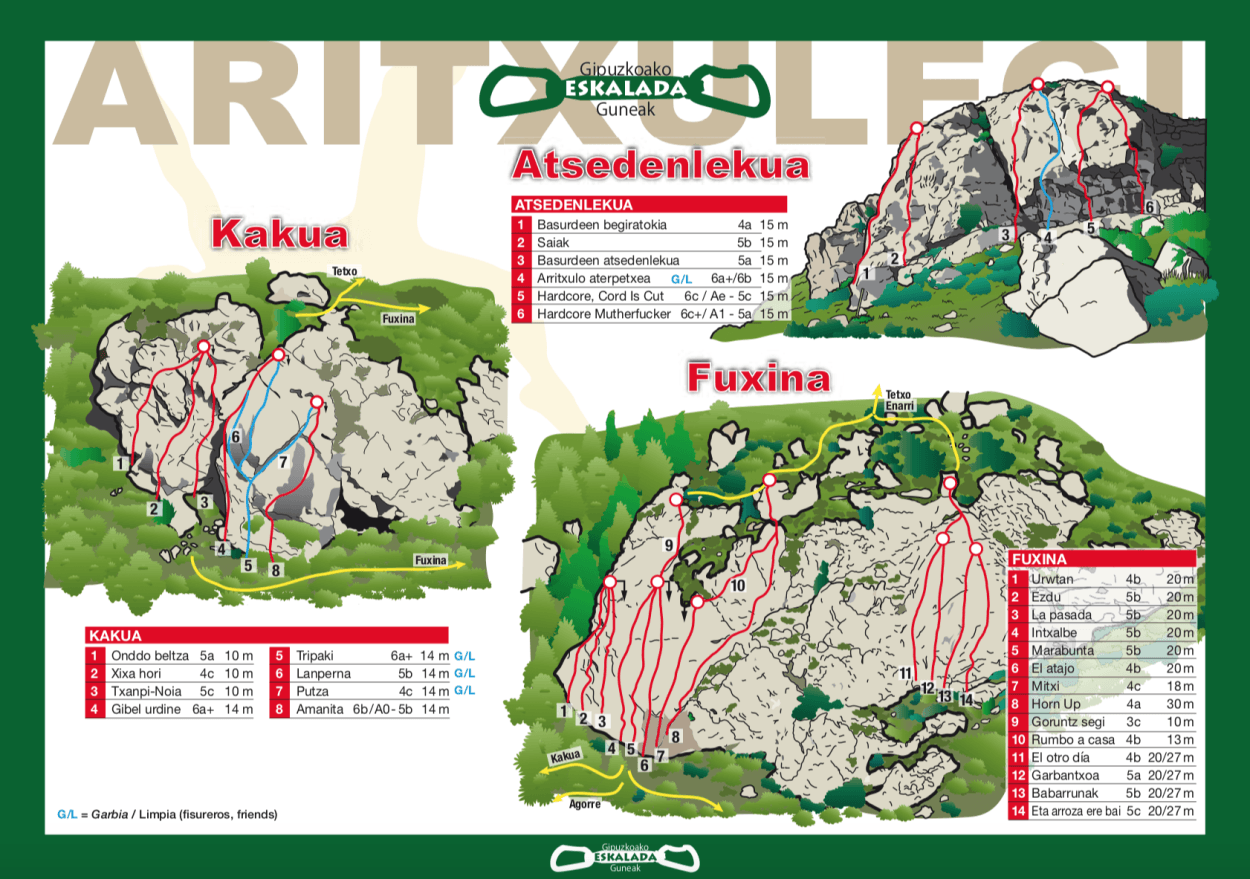 ARITXULEGI
Gipuzkoako
ESKALADA
Guneak
Atsedenlekua
ATSEDENLEKUA
1 Basurdeen begiratokia 4a 15 m
2 Saiak 5b 15 m
3 Basurdeen atsedenlekua 5a 15 m
4 Arritxulo aterpetxea G/L 6a+/6b 15 m
5 Hardcore, Cord Is Cut 6c / Ae - 5c 15 m
6 Hardcore Mutherfucker 6c+/ A1 - 5a 15 m
1
2
3
4
5
6
Kakua
Tetxo
Fuxina
1
2
3
4
5
6
7
8
Fuxina
KAKUA
1 Onddo beltza 5a 10 m
2 Xixa hori 4c 10 m
3 Txanpi-Noia 5c 10 m
4 Gibel urdine 6a+ 14 m
5 Tripaki 6a+ 14 m G/L
6 Lanperna 5b 14 m G/L
7 Putza 4c 14 m G/L
8 Amanita 6b/A0-5b 14 m
Fuxina
Tetxo
Enarri
9
10
1
2
3
4
5
6
7
8
11
12
13
14
Kakua
Agorre
FUXINA
1 Urwtan 4b 20 m
2 Ezdu 5b 20 m
3 La pasada 5b 20 m
4 Intxalbe 5b 20 m
5 Marabunta 5b 20 m
6 El atajo 4b 20 m
7 Mitxi 4c 18 m
8 Horn Up 4a 30 m
9 Goruntz segi 3c 10 m
10 Rumbo a casa 4b 13 m
11 El otro día 4b 20/27 m
12 Garbantxoa 5a 20/27 m
13 Babarrunak 5b 20/27 m
14 Eta arroza ere bai 5c 20/27 m
G/L = Garbia / Limpia (fisureros, friends)
Gipuzkoako
ESKALADA
Guneak